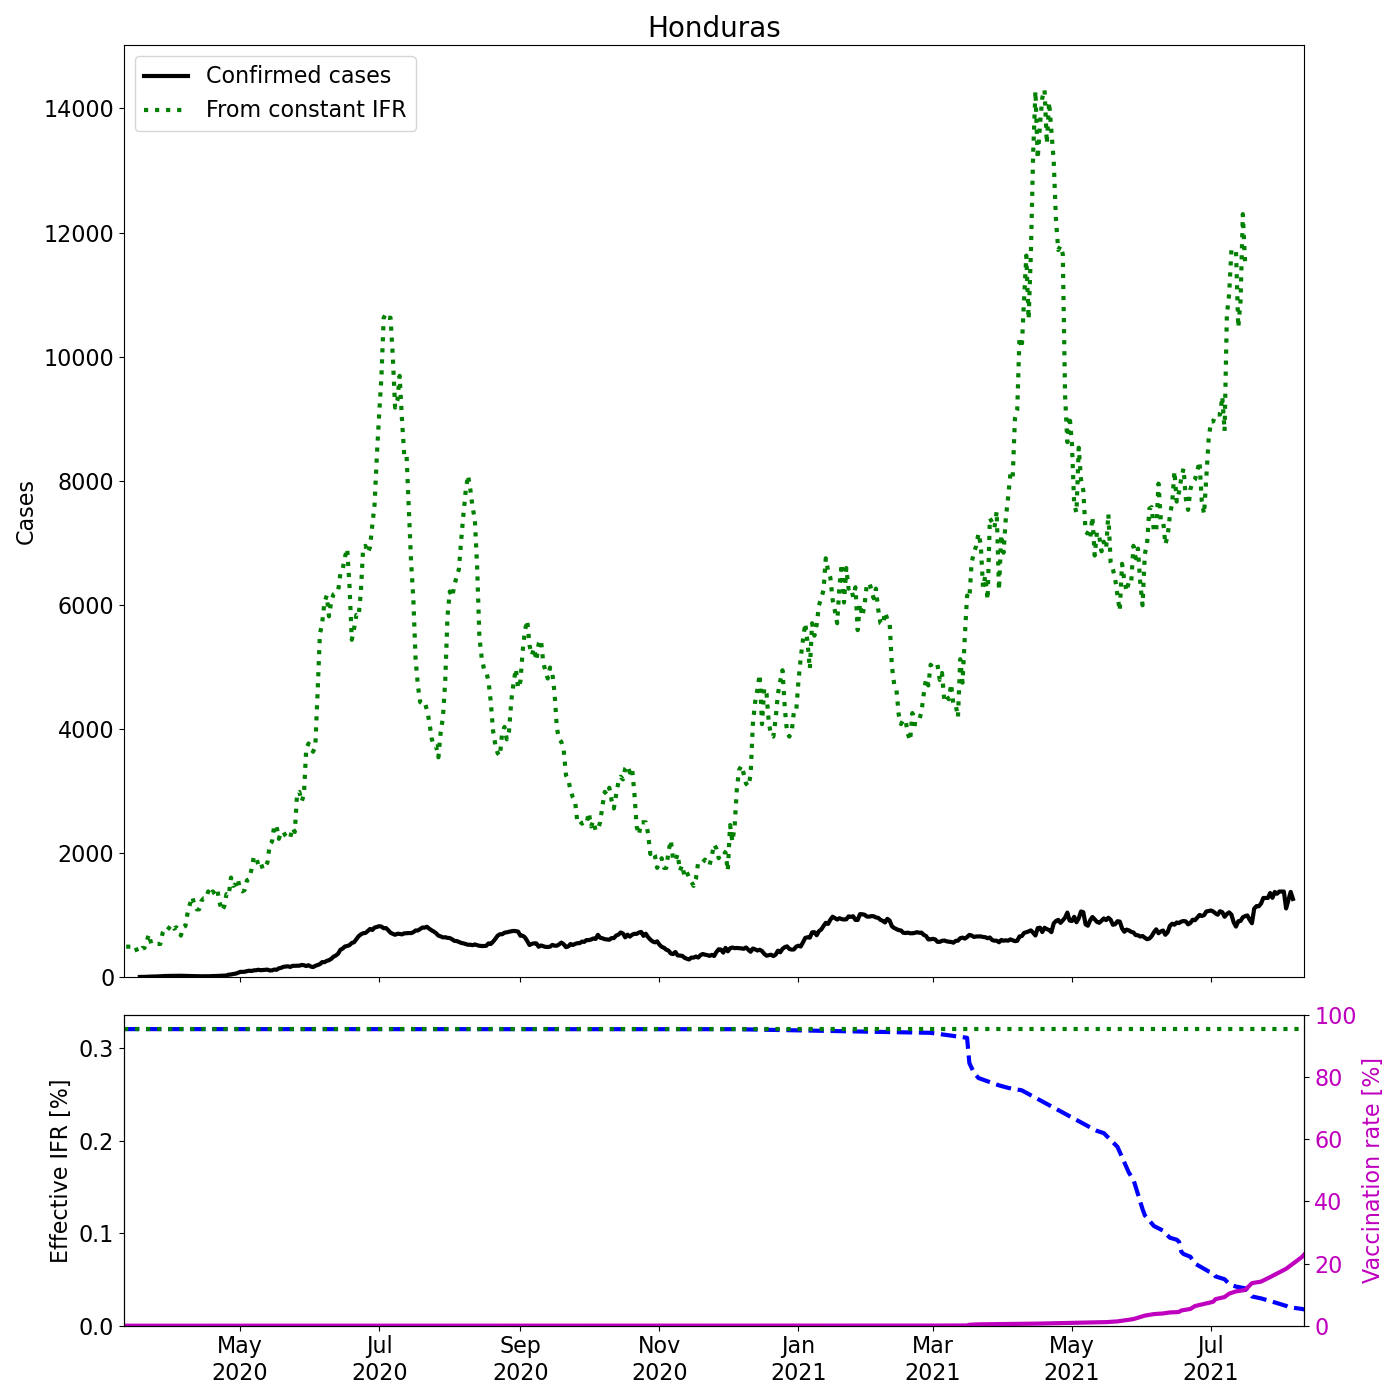 Honduras
Confirmed cases
From constant IFR
14000
12000
10000
8000
6000
4000
2000
0
Cases
0.3
0.2
0.1
0.0
Effective IFR [%]
100
80
60
40
20
0
Vaccination rate [%]
May Jul Sep Nov Jan Mar May Jul
2020 2020 2020 2020 2021 2021 2021 2021